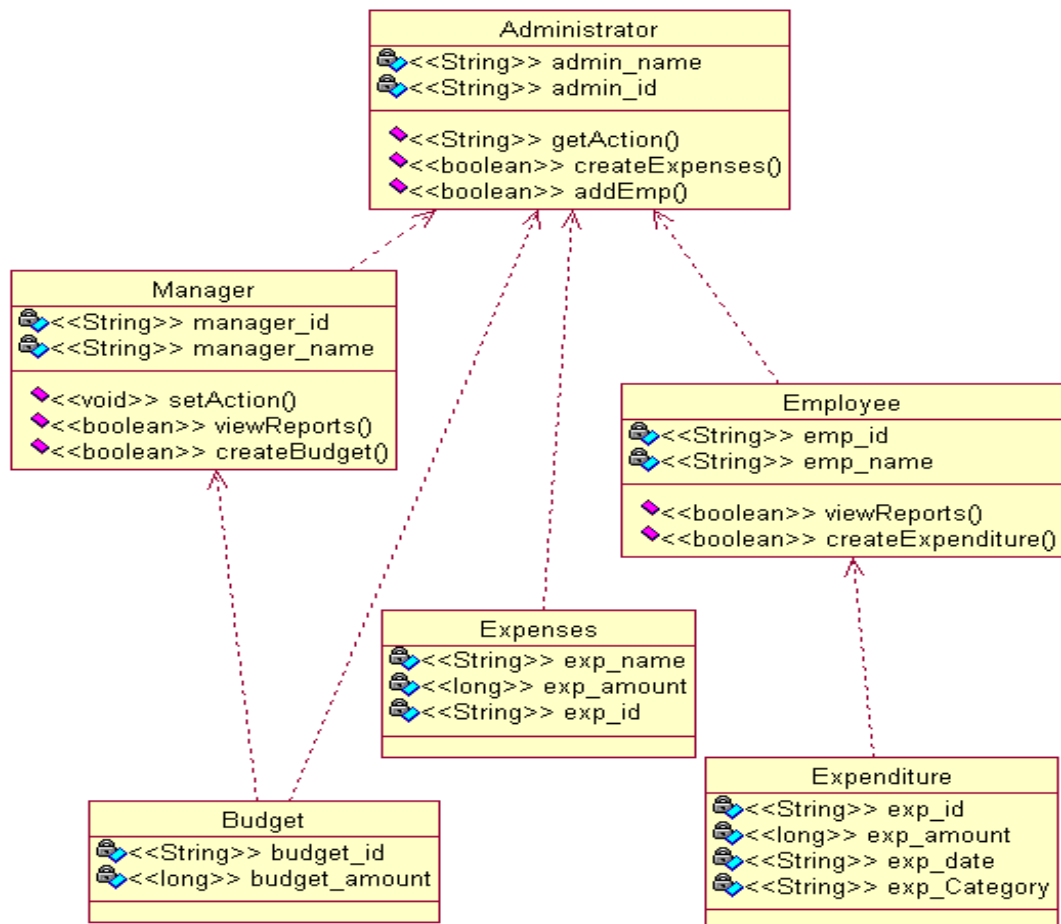 Administrator
<<String>> admin_name
<<String>> admin_id
<<String>> getAction()
<<boolean>> createExpenses()
<<boolean>> addEmp()
Manager
<<String>> manager_id
<<String>> manager_name
<<void>> setAction()
<<boolean>> viewReports()
<<boolean>> createBudget()
Employee
<<String>> emp_id
<<String>> emp_name
<<boolean>> viewReports()
<<boolean>> createExpenditure()
Expenses
<<String>> exp_name
<<long>> exp_amount
<<String>> exp_id
Budget
<<String>> budget_id
<<long>> budget_amount
Expenditure
<<String>> exp_id
<<long>> exp_amount
<<String>> exp_date
<<String>> exp_Category